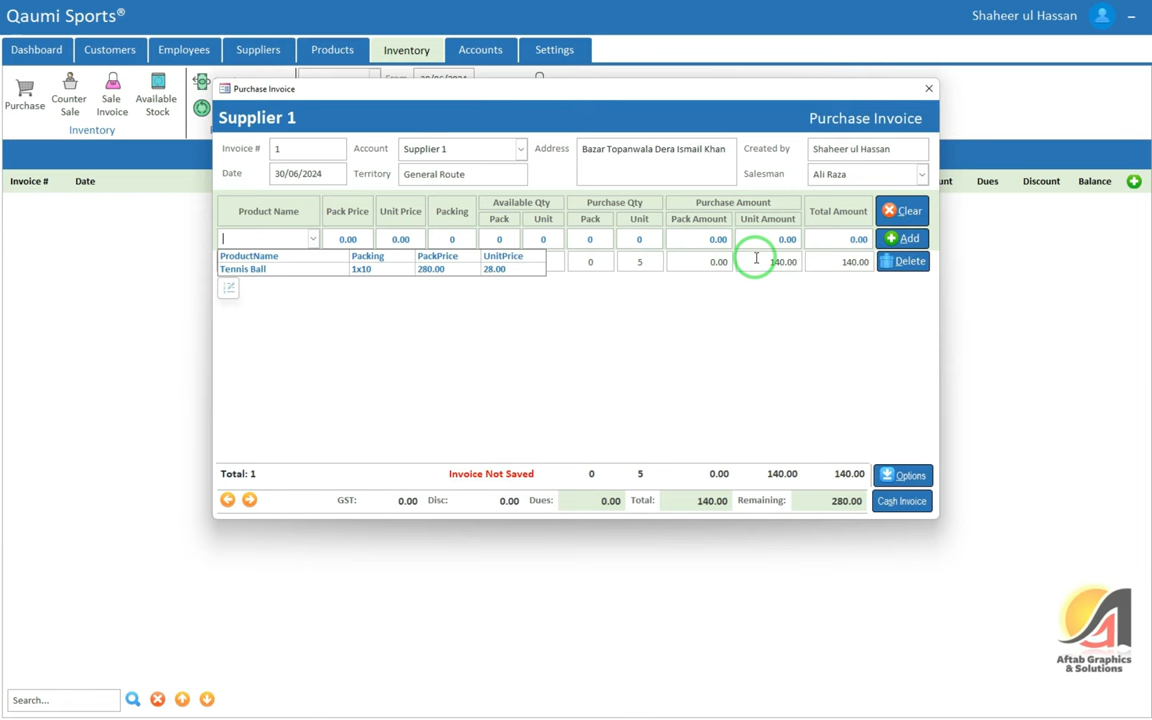 Qaumi Sports®
Shaheer ul Hassan
Dashboard Customers Employees Suppliers Products Inventory Accounts Settings
Purchase
Counter Sale
Sale Invoice
Available Stock
Inventory
From 30/06/2024
Purchase Invoice
Supplier 1
Purchase Invoice
Invoice # 1 Account Supplier 1 Address Bazar Topanwala Dera Ismail Khan Created by Shaheer ul Hassan
Date 30/06/2024 Territory General Route Salesman Ali Raza
Invoice # Date Dues Discount Balance
Product Name Pack Price Unit Price Packing Available Qty Purchase Qty Purchase Amount Total Amount Clear
Pack Unit Pack Unit Pack Amount Unit Amount
0.00 0.00 0 0 0 0 0 0.00 0.00 0.00 Add
ProductName Packing PackPrice UnitPrice
0 5 0.00 140.00 140.00 Delete
Tennis Ball 1x10 280.00 28.00
Total: 1 Invoice Not Saved 0 5 0.00 140.00 140.00 Options
GST: 0.00 Disc: 0.00 Dues: 0.00 Total: 140.00 Remaining: 280.00 Cash Invoice
Aftab Graphics
& Solutions
Search...